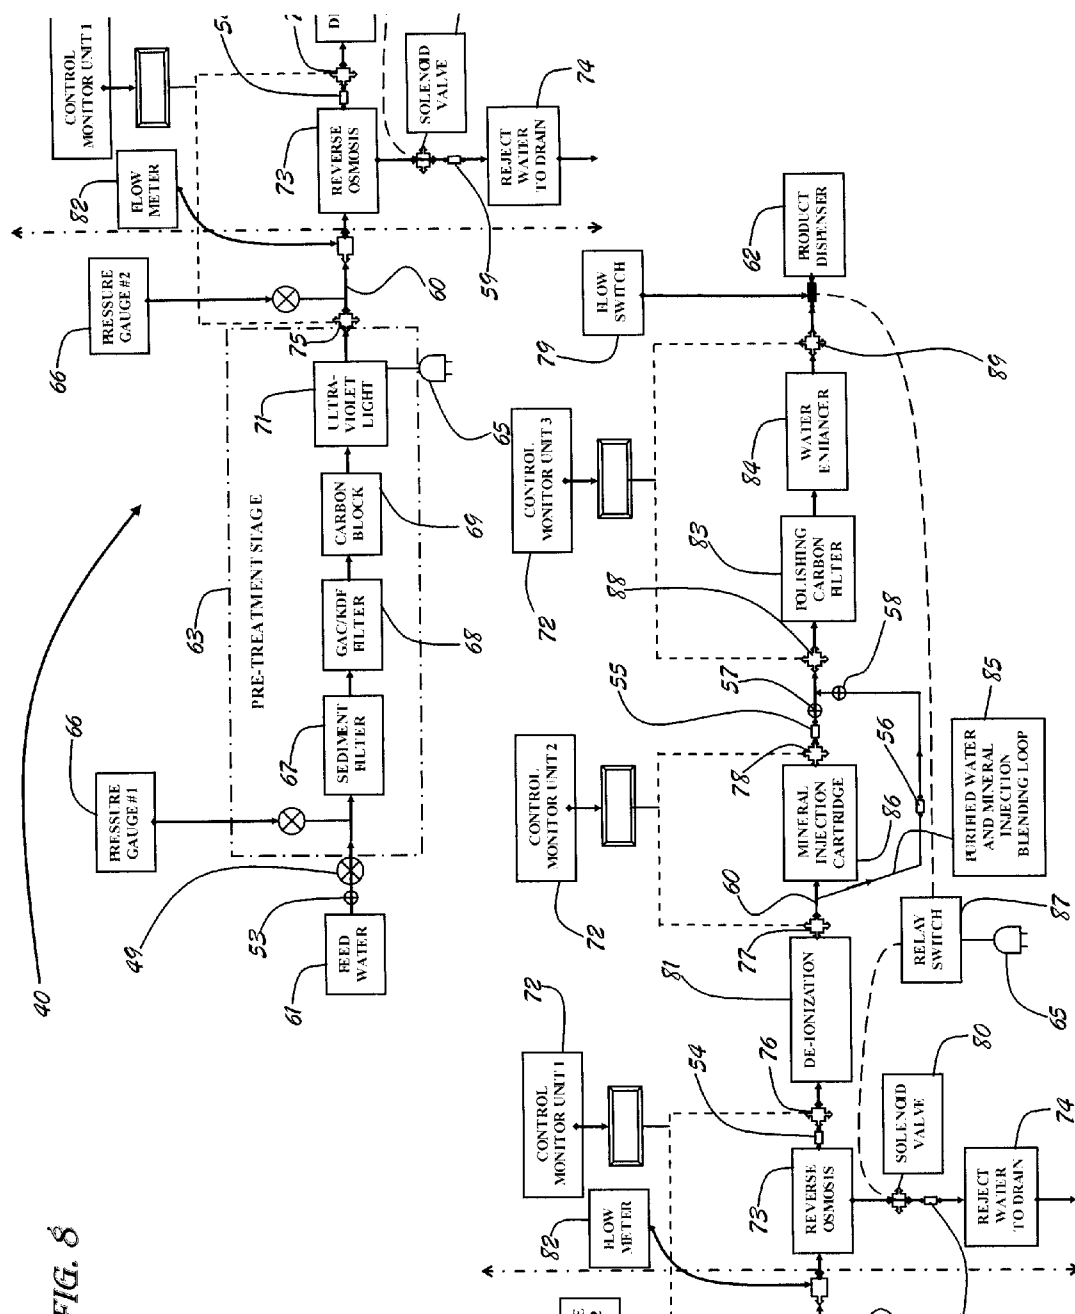 FIG. 8
40
66
PRESSURE
GAUGE #1
49
53
61
FEED
WATER
63
PRE-TREATMENT STAGE
67
SEDIMENT
FILTER
GAC/KDF
FILTER
68
CARBON
BLOCK
69
71
ULTRA-
VIOLET
LIGHT
65
75
66
PRESSURE
GAUGE #2
60
59
82
FLOW
METER
CONTROL
MONITOR UNIT 1
73
REVERSE
OSMOSIS
SOLENOID
VALVE
REJECT
WATER
TO DRAIN
74
82
FLOW
METER
CONTROL
MONITOR UNIT 1
72
73
REVERSE
OSMOSIS
54
76
SOLENOID
VALVE
80
REJECT
WATER
TO DRAIN
74
81
DE-IONIZATION
77
60
RELAY
SWITCH
87
65
CONTROL
MONITOR UNIT 2
72
MINERAL
INJECTION
CARTRIDGE
86
78
55
57
56
58
PURIFIED WATER
AND MINERAL
INJECTION
BLENDING LOOP
85
88
CONTROL
MONITOR UNIT 3
72
83
POLISHING
CARBON
FILTER
84
WATER
ENHANCER
89
FLOW
SWITCH
79
62
PRODUCT
DISPENSER